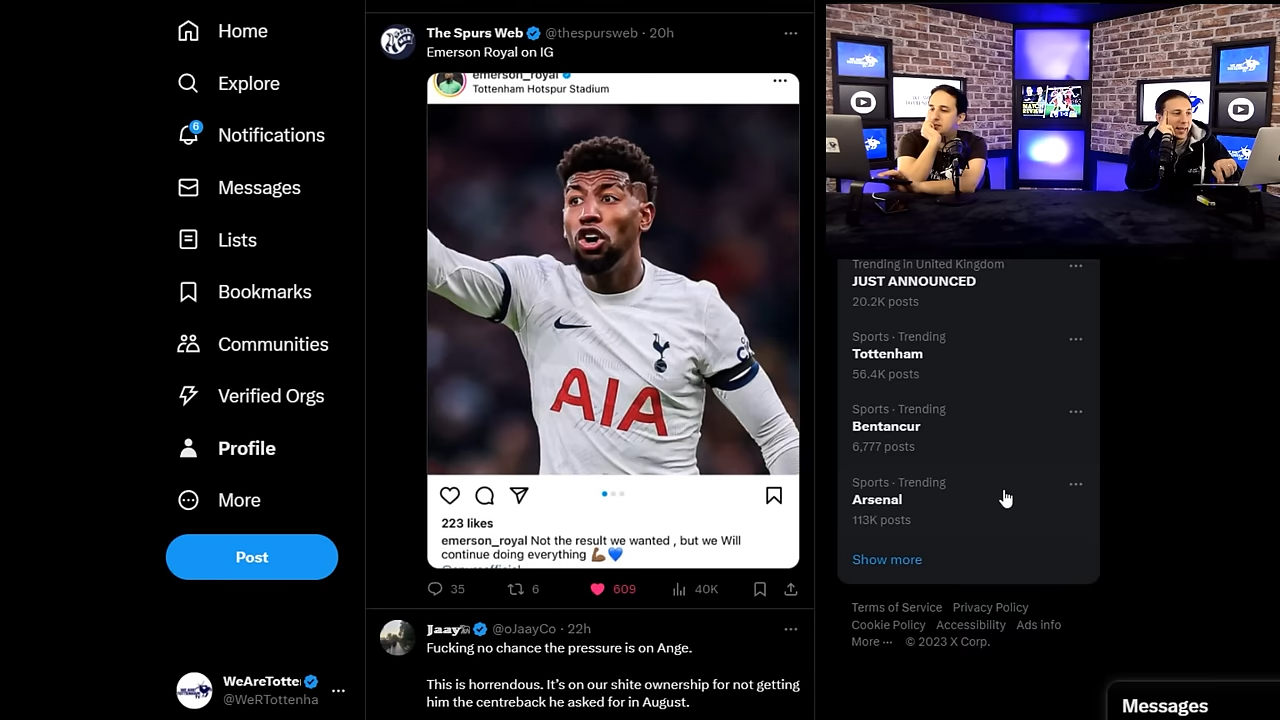 Home
Explore
6
Notifications
Messages
Lists
Bookmarks
Communities
Verified Orgs
Profile
More
Post
WeAreTotte
@WeRTottenha
The Spurs Web @thespursweb · 20h
Emerson Royal on IG
emerson_royal
Tottenham Hotspur Stadium
AIA
223 likes
emerson_royal Not the result we wanted , but we Will
continue doing everything 💪🏾💙
35
6
609
40K
Jaay @oJaayCo · 22h
Fucking no chance the pressure is on Ange.
This is horrendous. It’s on our shite ownership for not getting
him the centreback he asked for in August.
Trending in United Kingdom
JUST ANNOUNCED
20.2K posts
Sports · Trending
Tottenham
56.4K posts
Sports · Trending
Bentancur
6,777 posts
Sports · Trending
Arsenal
113K posts
Show more
Terms of Service Privacy Policy
Cookie Policy Accessibility Ads info
More ··· © 2023 X Corp.
Messages